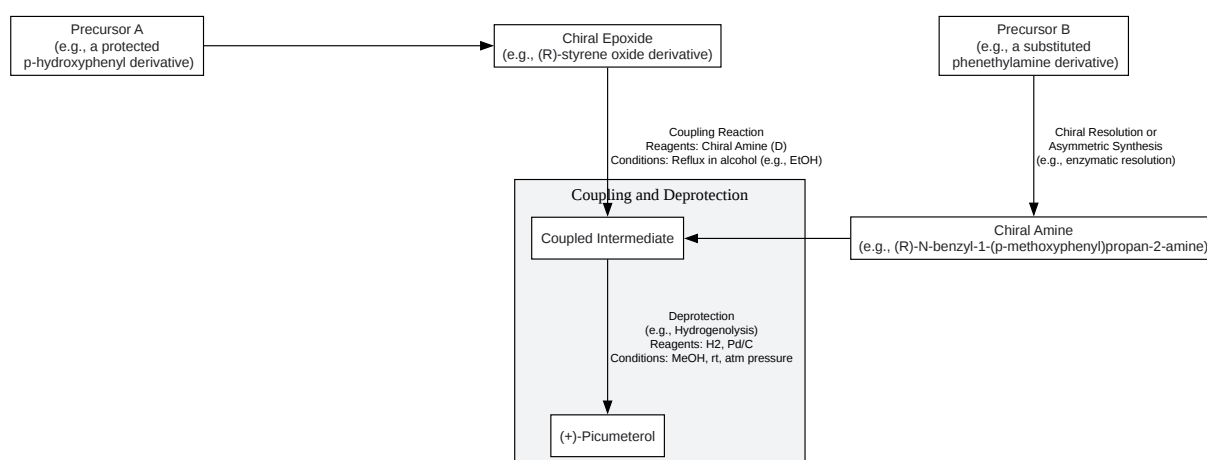 Precursor A
(e.g., a protected
p-hydroxyphenyl derivative)
Chiral Epoxide
(e.g., (R)-styrene oxide derivative)
Precursor B
(e.g., a substituted
phenethylamine derivative)
Coupling Reaction
Reagents: Chiral Amine (D)
Conditions: Reflux in alcohol (e.g., EtOH)
Chiral Resolution or
Asymmetric Synthesis
(e.g., enzymatic resolution)
Coupling and Deprotection
Coupled Intermediate
Chiral Amine
(e.g., (R)-N-benzyl-1-(p-methoxyphenyl)propan-2-amine)
Deprotection
(e.g., Hydrogenolysis)
Reagents: H2, Pd/C
Conditions: MeOH, rt, atm pressure
(+)-Picumeterol